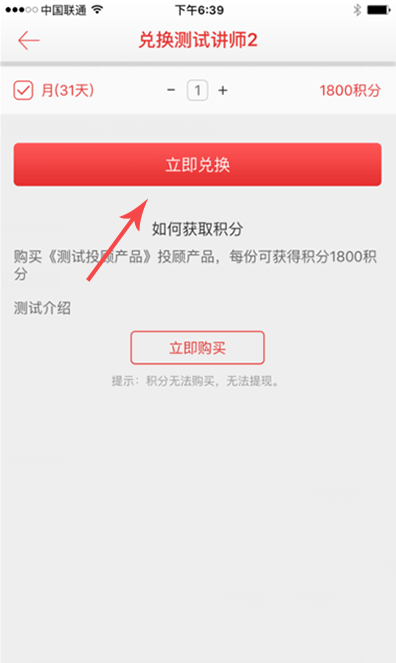 中国联通 下午6:39
兑换测试讲师2
月(31天) - 1 + 1800积分
立即兑换
如何获取积分
购买《测试投顾产品》投顾产品，每份可获得积分1800积
分
测试介绍
立即购买
提示：积分无法购买，无法提现。